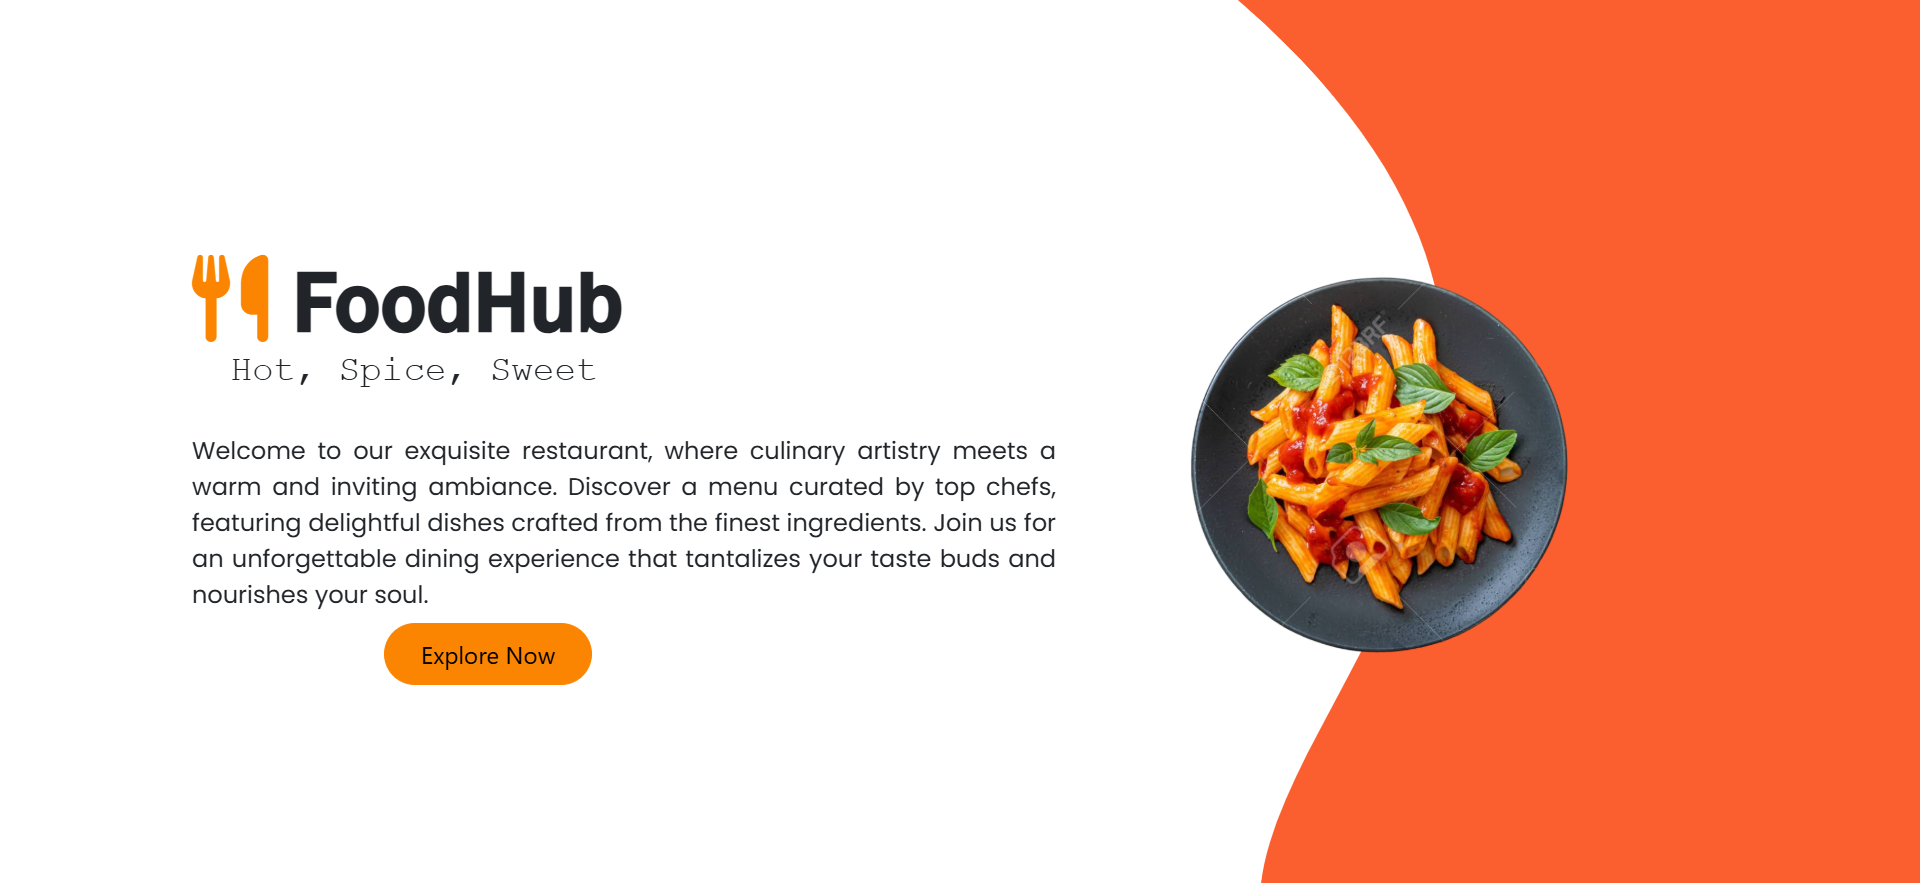 FoodHub
Hot, Spice, Sweet
Welcome to our exquisite restaurant, where culinary artistry meets a
warm and inviting ambiance. Discover a menu curated by top chefs,
featuring delightful dishes crafted from the finest ingredients. Join us for
an unforgettable dining experience that tantalizes your taste buds and
nourishes your soul.
Explore Now